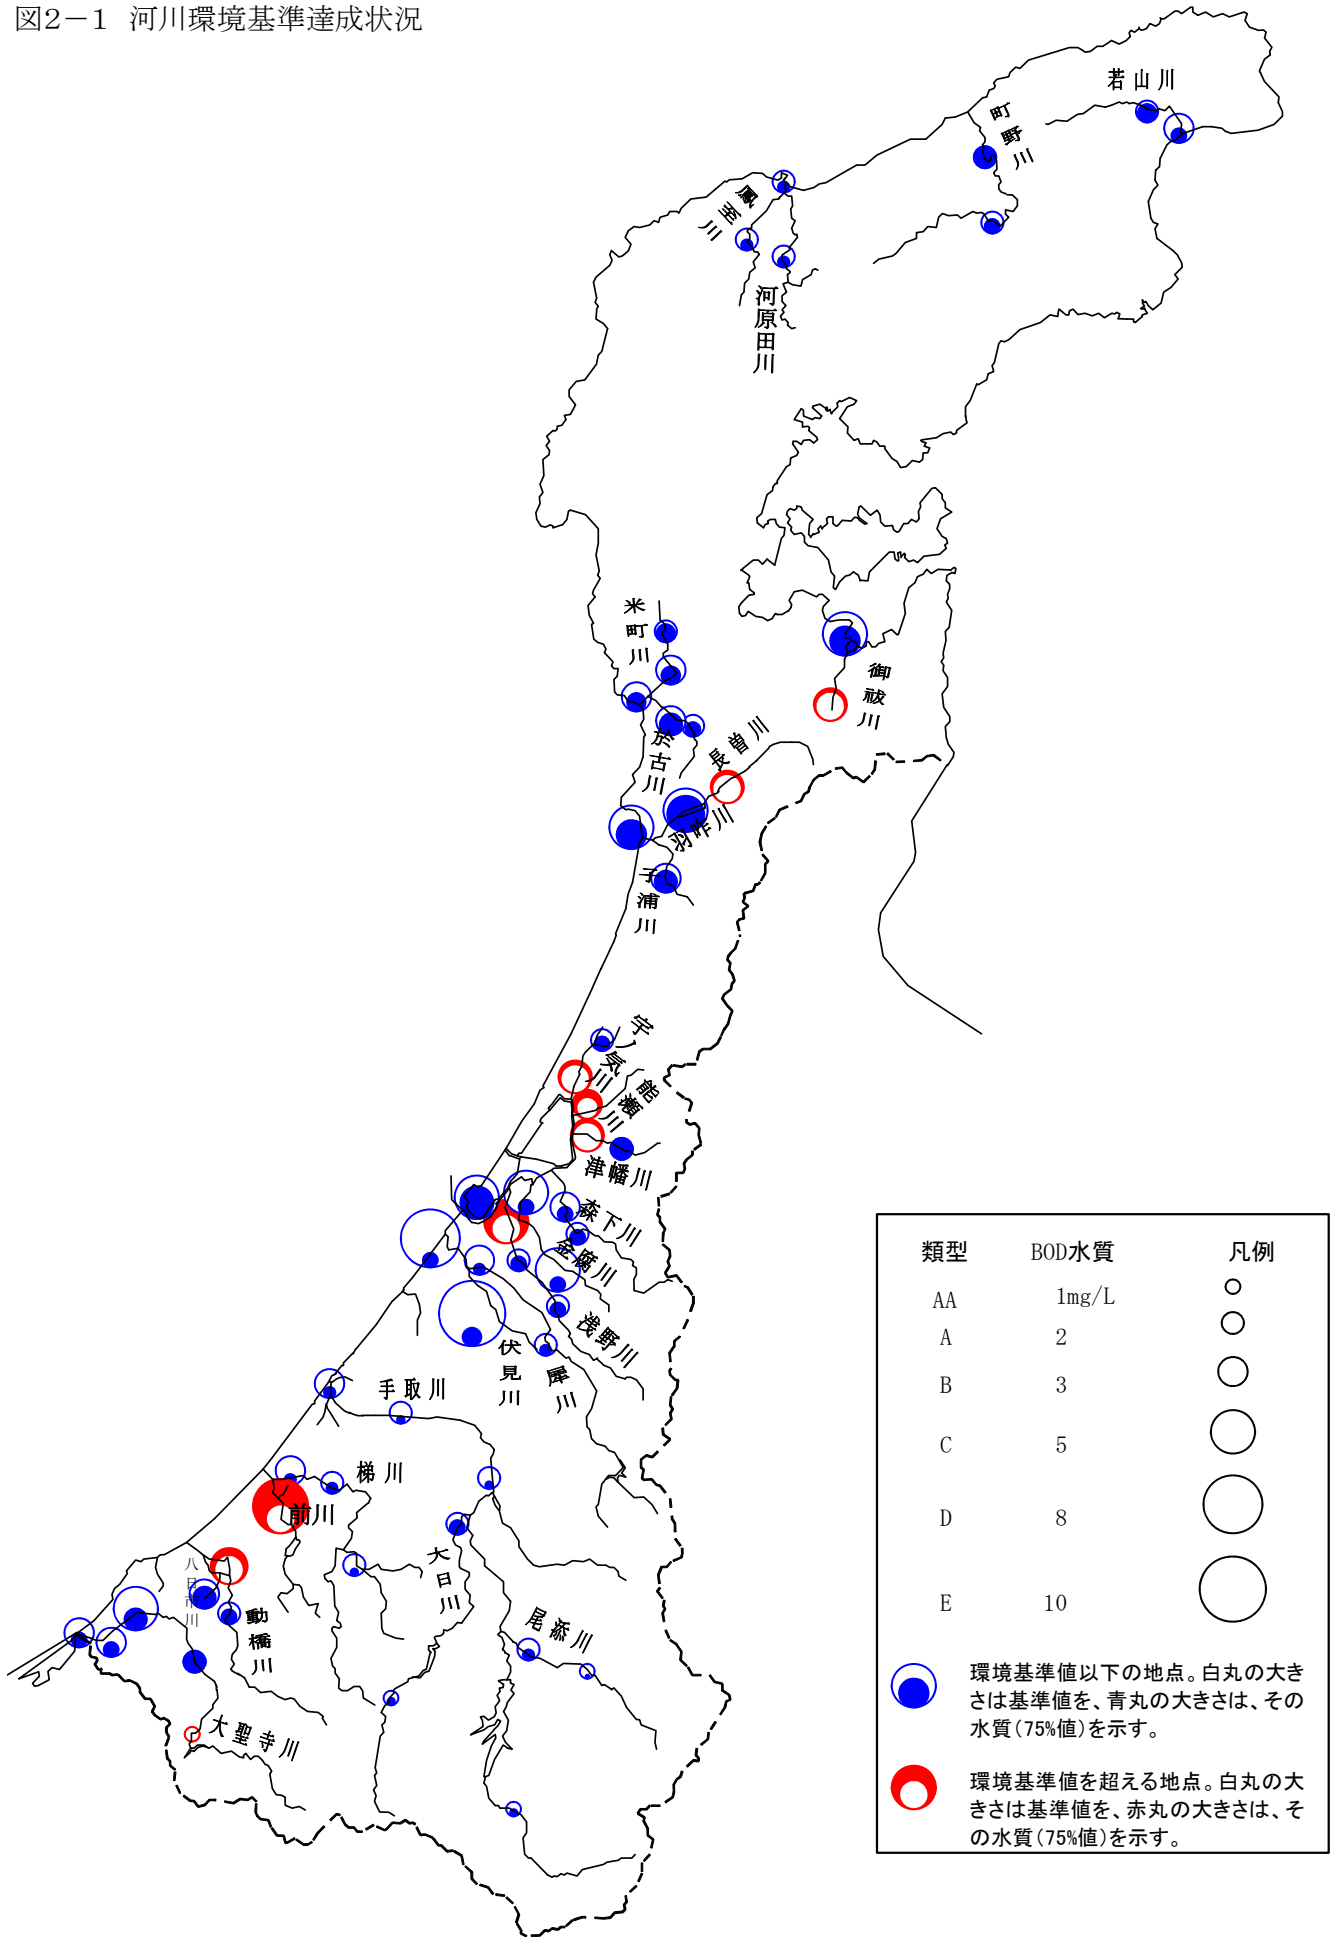 図2－1 河川環境基準達成状況
若山川
町野川
鳳至川
河原田川
米町川
御祓川
於古川
長曽川
羽咋川
子浦川
宇ノ気川
能瀬川
津幡川
森下川
金腐川
浅野川
犀川
伏見川
手取川
梯川
前川
大日川
尾添川
八日市川
動橋川
大聖寺川
類型 BOD水質 凡例
AA 1mg/L
A 2
B 3
C 5
D 8
E 10
環境基準値以下の地点。白丸の大き
さは基準値を、青丸の大きさは、その
水質（75%値）を示す。
環境基準値を超える地点。白丸の大
きさは基準値を、赤丸の大きさは、そ
の水質（75%値）を示す。